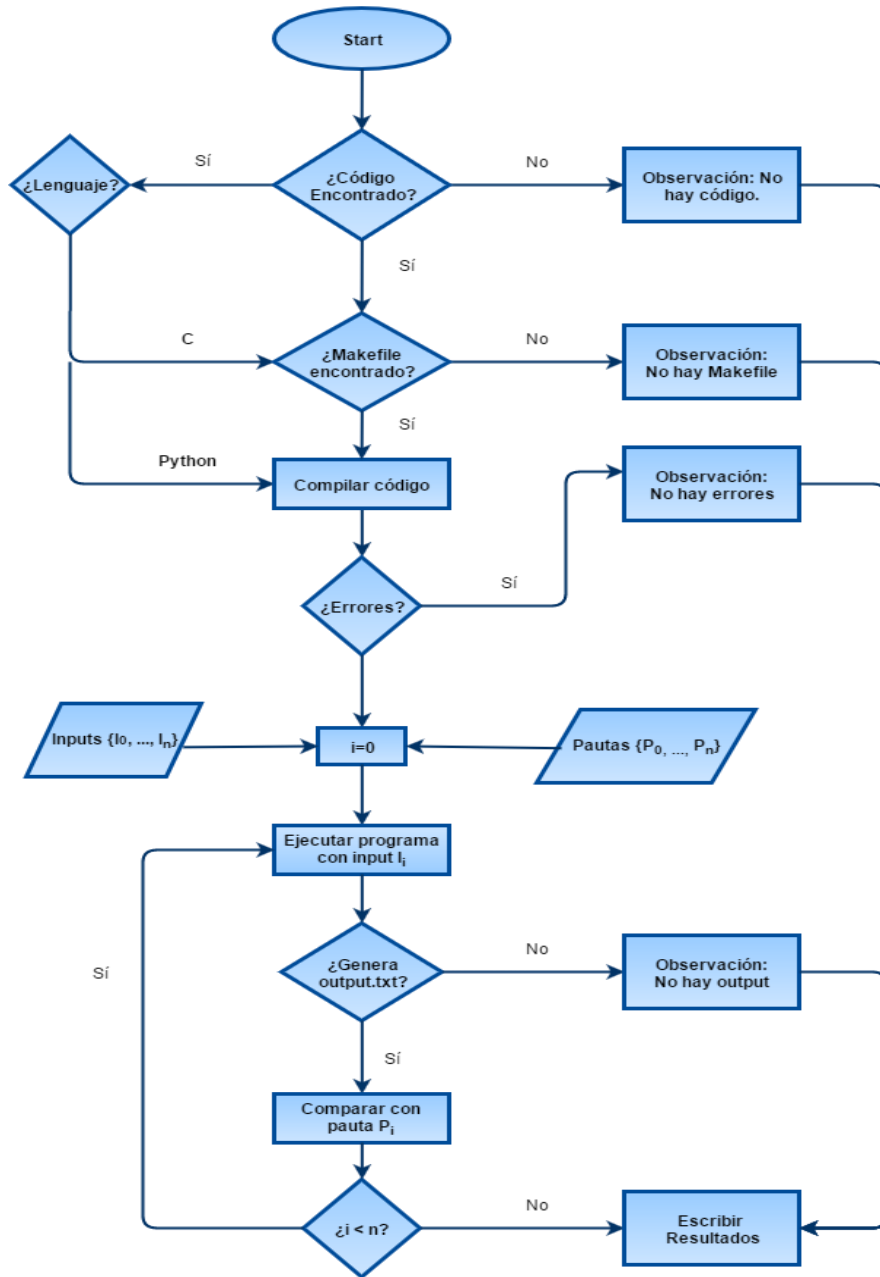 Start
¿Lenguaje?
Sí
¿Código
Encontrado?
No
Observación: No
hay código.
Sí
C
¿Makefile
encontrado?
No
Observación:
No hay Makefile
Sí
Python
Compilar código
Observación:
No hay errores
¿Errores?
Sí
Inputs {I0, ..., In}
i=0
Pautas {P0, ..., Pn}
Ejecutar programa
con input Ii
Sí
¿Genera
output.txt?
No
Observación:
No hay output
Sí
Comparar con
pauta Pi
¿i < n?
No
Escribir
Resultados